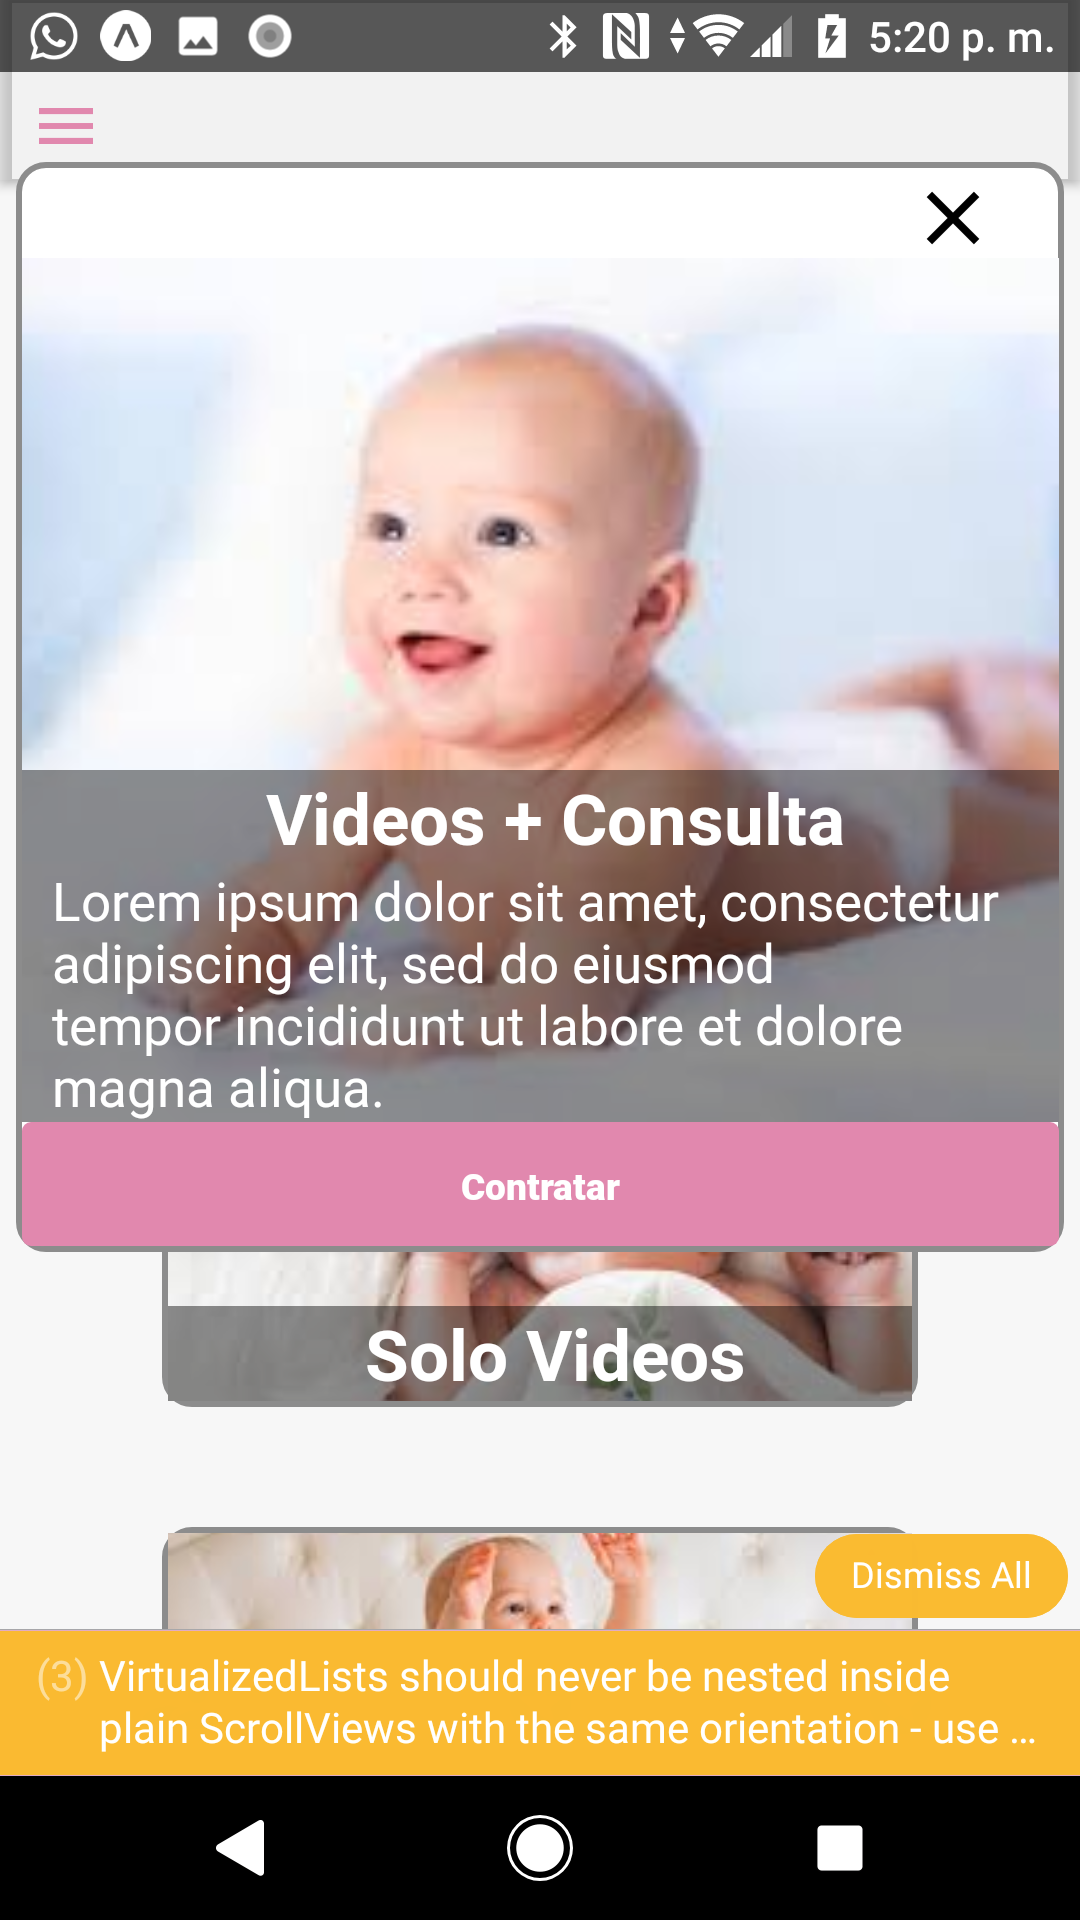 5:20 p. m.
Videos + Consulta
Lorem ipsum dolor sit amet, consectetur
adipiscing elit, sed do eiusmod
tempor incididunt ut labore et dolore
magna aliqua.
Contratar
Solo Videos
Dismiss All
(3) VirtualizedLists should never be nested inside
plain ScrollViews with the same orientation - use ...